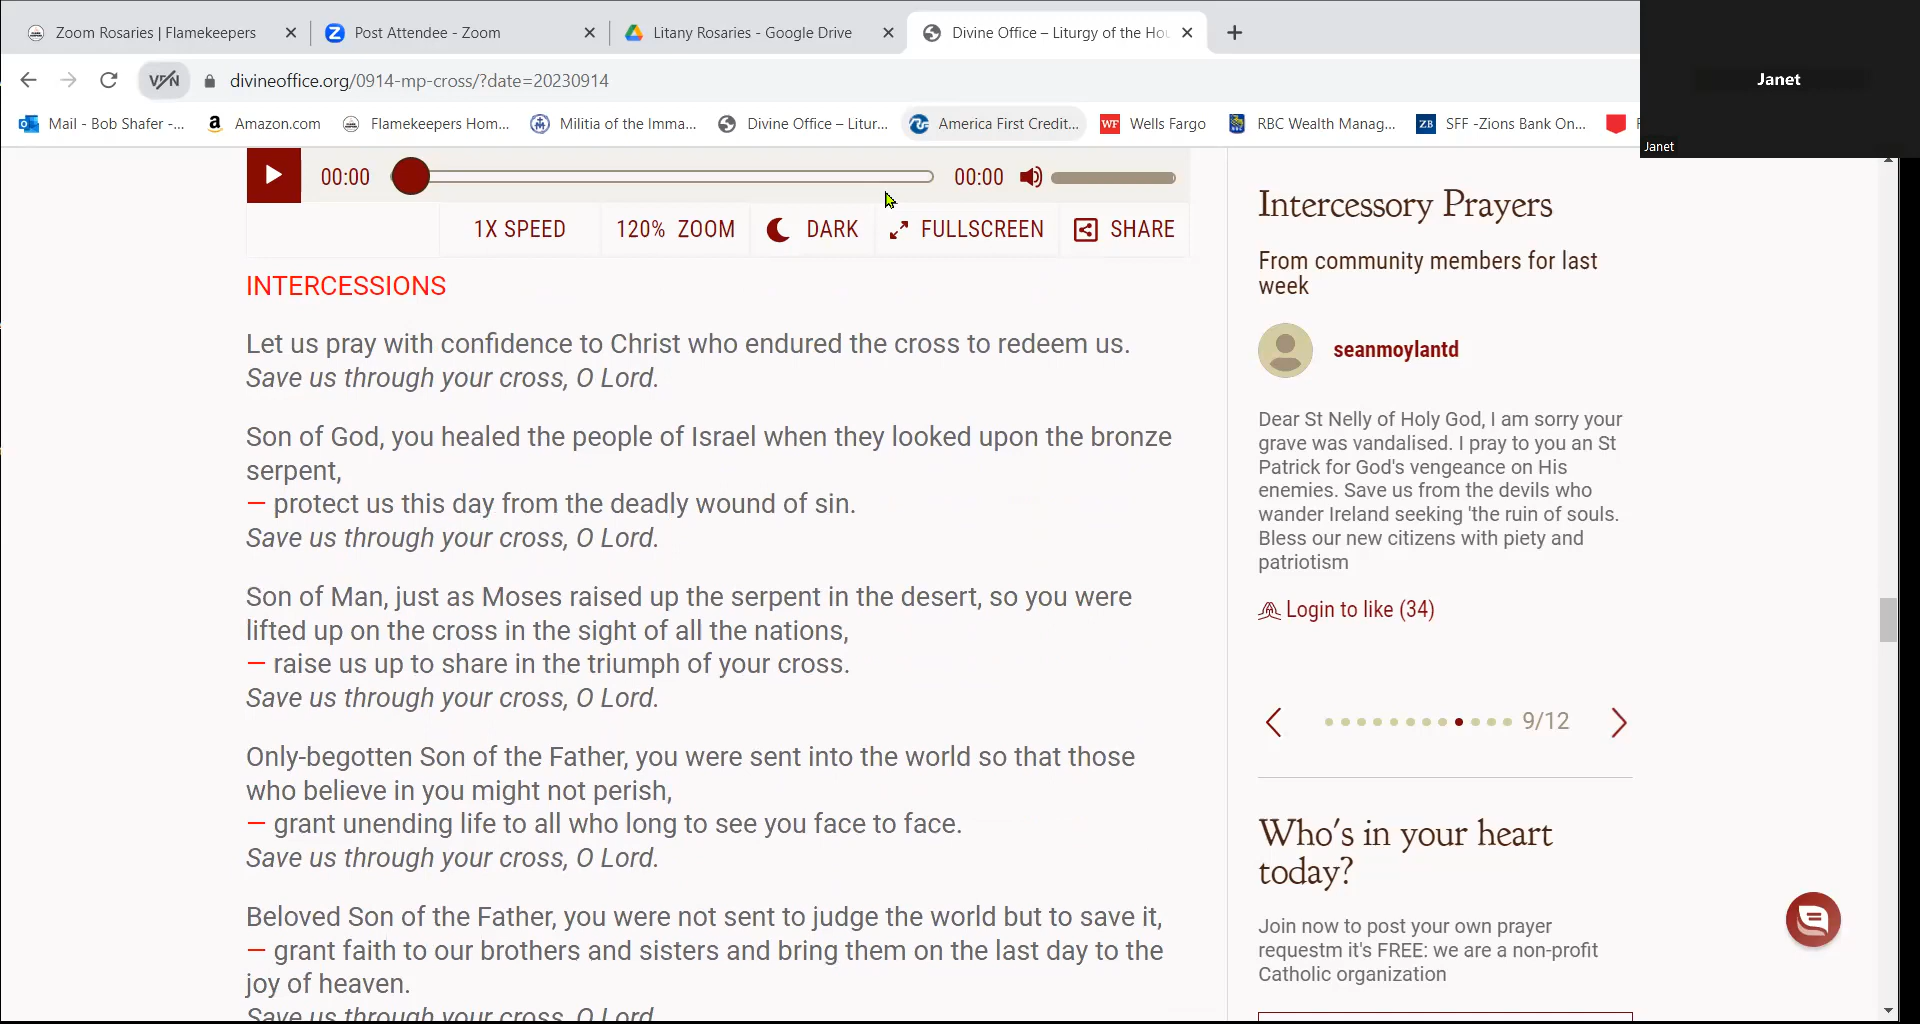 Zoom Rosaries | Flamekeepers
Post Attendee - Zoom
Litany Rosaries - Google Drive
Divine Office – Liturgy of the Hou
divineoffice.org/0914-mp-cross/?date=20230914
Janet
Mail - Bob Shafer -...
Amazon.com
Flamekeepers Hom...
Militia of the Imma...
Divine Office – Litur...
America First Credit...
WF Wells Fargo
RBC Wealth Manag...
ZB SFF -Zions Bank On...
Janet
00:00
00:00
1X SPEED
120% ZOOM
DARK
FULLSCREEN
SHARE
INTERCESSIONS
Let us pray with confidence to Christ who endured the cross to redeem us.
Save us through your cross, O Lord.
Son of God, you healed the people of Israel when they looked upon the bronze
serpent,
— protect us this day from the deadly wound of sin.
Save us through your cross, O Lord.
Son of Man, just as Moses raised up the serpent in the desert, so you were
lifted up on the cross in the sight of all the nations,
— raise us up to share in the triumph of your cross.
Save us through your cross, O Lord.
Only-begotten Son of the Father, you were sent into the world so that those
who believe in you might not perish,
— grant unending life to all who long to see you face to face.
Save us through your cross, O Lord.
Beloved Son of the Father, you were not sent to judge the world but to save it,
— grant faith to our brothers and sisters and bring them on the last day to the
joy of heaven.
Save us through your cross, O Lord.
Intercessory Prayers
From community members for last
week
seanmoylantd
Dear St Nelly of Holy God, I am sorry your
grave was vandalised. I pray to you an St
Patrick for God's vengeance on His
enemies. Save us from the devils who
wander Ireland seeking 'the ruin of souls.
Bless our new citizens with piety and
patriotism
Login to like (34)
9/12
Who's in your heart
today?
Join now to post your own prayer
requestm it's FREE: we are a non-profit
Catholic organization